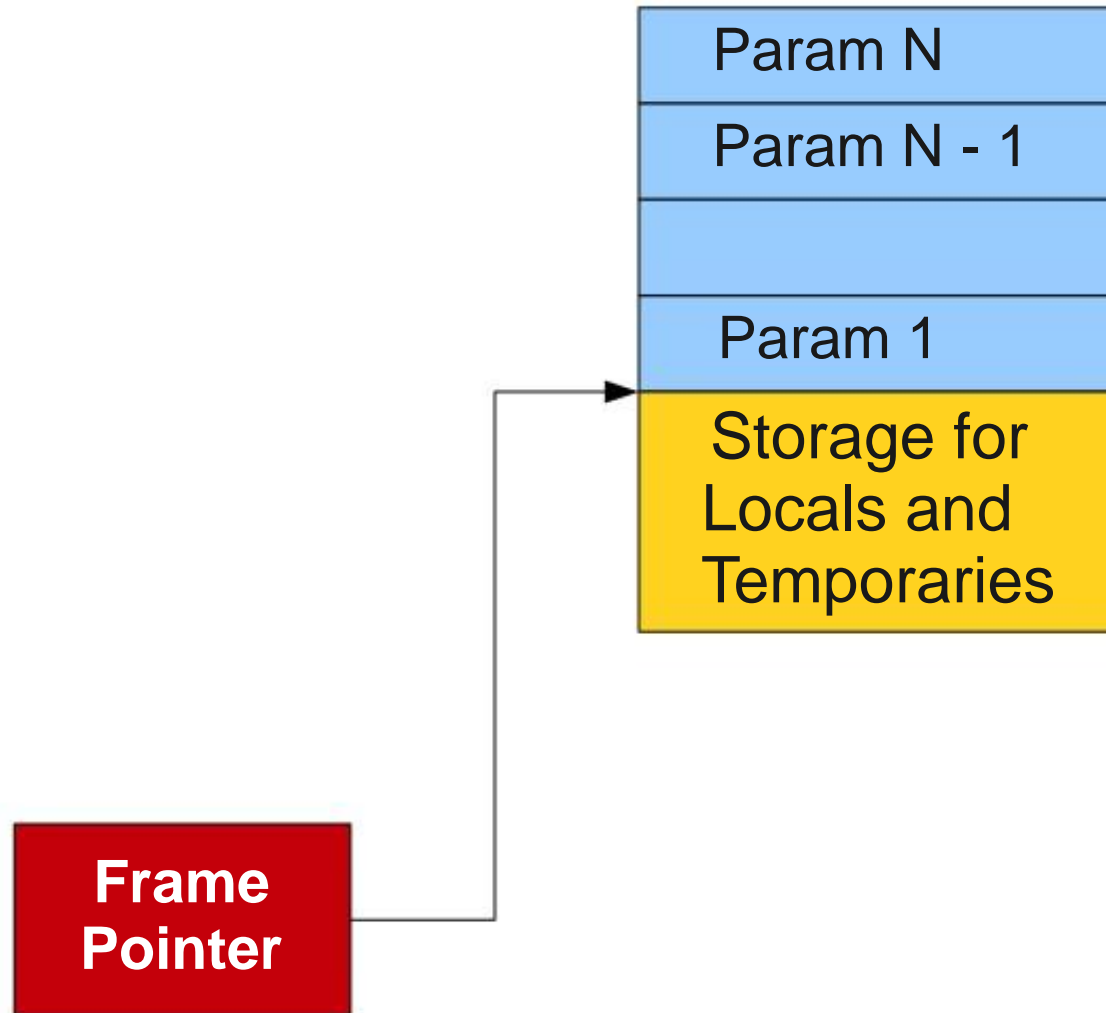 Param N
Param N - 1
Param 1
Storage for
Locals and
Temporaries
Frame
Pointer